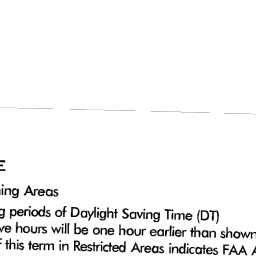 E
ing Areas
g periods of Daylight Saving Time (DT)
ve hours will be one hour earlier than shown
this term in Restricted Areas indicates FAA